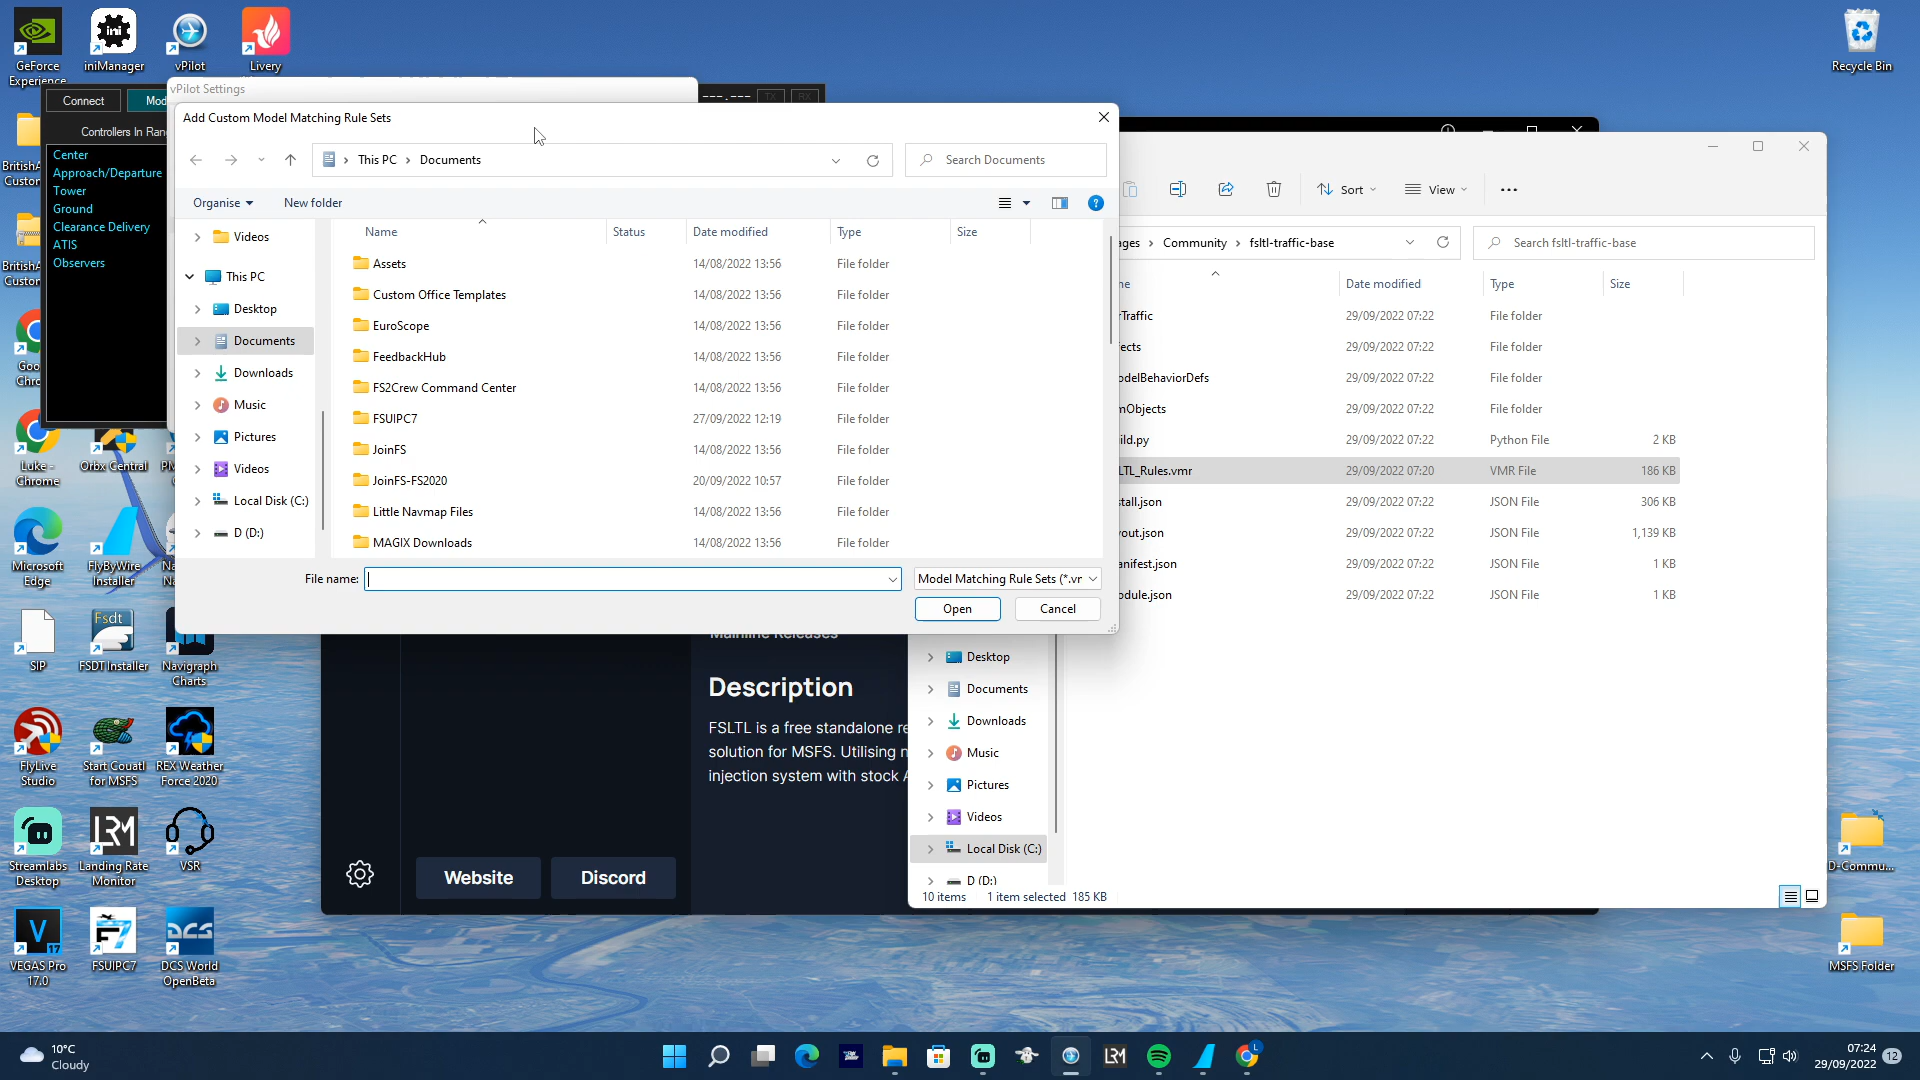 GeForce
Experience
iniManager
vPilot
Livery
Recycle Bin
vPilot Settings
Connect
Mod
---.---
TX
RX
Controllers In Ran
Center
Approach/Departure
Tower
Ground
Clearance Delivery
ATIS
Observers
Add Custom Model Matching Rule Sets
This PC > Documents
Search Documents
Organise
New folder
Videos
This PC
Desktop
Documents
Downloads
Music
Pictures
Videos
Local Disk (C:)
D (D:)
Name Status Date modified Type Size
Assets 14/08/2022 13:56 File folder
Custom Office Templates 14/08/2022 13:56 File folder
EuroScope 14/08/2022 13:56 File folder
FeedbackHub 14/08/2022 13:56 File folder
FS2Crew Command Center 14/08/2022 13:56 File folder
FSUIPC7 27/09/2022 12:19 File folder
JoinFS 14/08/2022 13:56 File folder
JoinFS-FS2020 20/09/2022 10:57 File folder
Little Navmap Files 14/08/2022 13:56 File folder
MAGIX Downloads 14/08/2022 13:56 File folder
File name:
Model Matching Rule Sets (*.vr
Open
Cancel
Sort
View
ages > Community > fsltl-traffic-base
Search fsltl-traffic-base
ne Date modified Type Size
rTraffic 29/09/2022 07:22 File folder
ects 29/09/2022 07:22 File folder
odelBehaviorDefs 29/09/2022 07:22 File folder
mObjects 29/09/2022 07:22 File folder
ild.py 29/09/2022 07:22 Python File 2 KB
LTL_Rules.vmr 29/09/2022 07:20 VMR File 186 KB
stall.json 29/09/2022 07:22 JSON File 306 KB
yout.json 29/09/2022 07:22 JSON File 1,139 KB
anifest.json 29/09/2022 07:22 JSON File 1 KB
odule.json 29/09/2022 07:22 JSON File 1 KB
Desktop
Documents
Downloads
Music
Pictures
Videos
Local Disk (C:)
D (D:)
10 items 1 item selected 185 KB
Mainline Releases
Description
FSLTL is a free standalone re
solution for MSFS. Utilising n
injection system with stock A
Website
Discord
BritishA
Custom
BritishA
Custom
Goo
Chro
Luke -
Chrome
Orbx Central
PM
Microsoft
Edge
FlyByWire
Installer
SIP
Fsdt
FSDT Installer
Navigraph
Charts
FlyLive
Studio
Start Couatl
for MSFS
REX Weather
Force 2020
Streamlabs
Desktop
LRM
Landing Rate
Monitor
VSR
VEGAS Pro
17.0
FSUIPC7
DCS World
OpenBeta
D-Commu...
MSFS Folder
10°C
Cloudy
LRM
07:24
29/09/2022
12